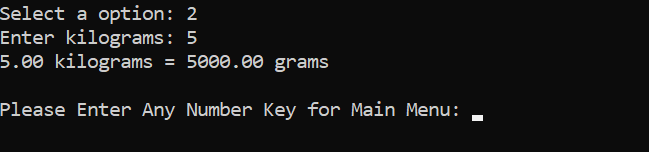 Select a option: 2
Enter kilograms: 5
5.00 kilograms = 5000.00 grams
Please Enter Any Number Key for Main Menu: